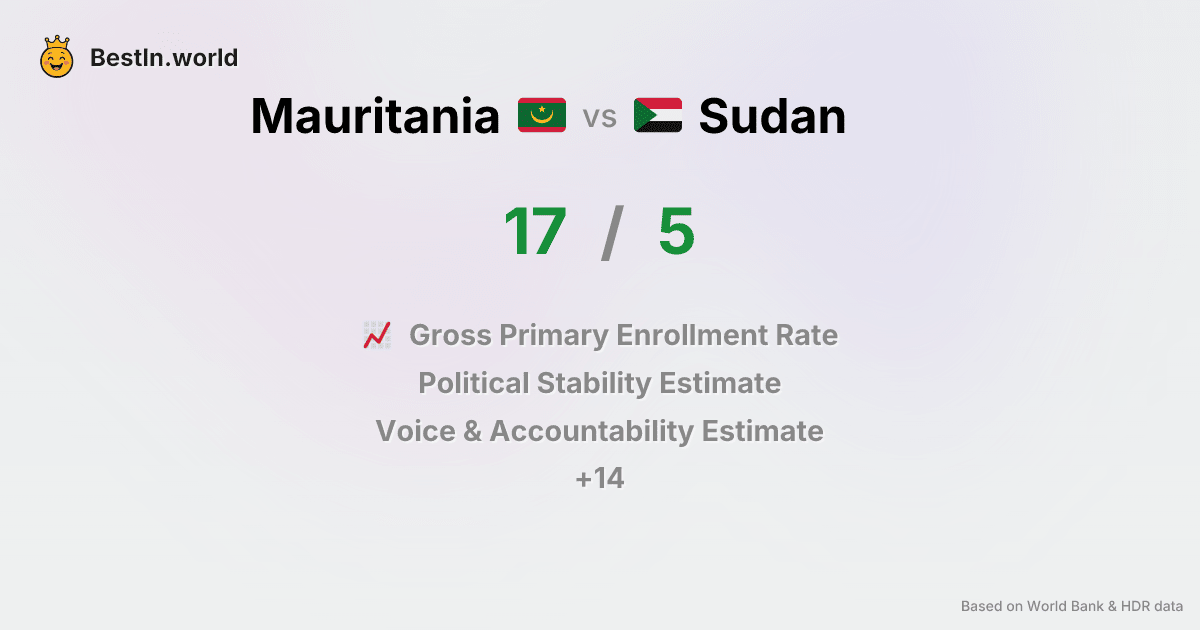 BestIn.world
Mauritania vs Sudan
17 / 5
Gross Primary Enrollment Rate
Political Stability Estimate
Voice & Accountability Estimate
+14
Based on World Bank & HDR data